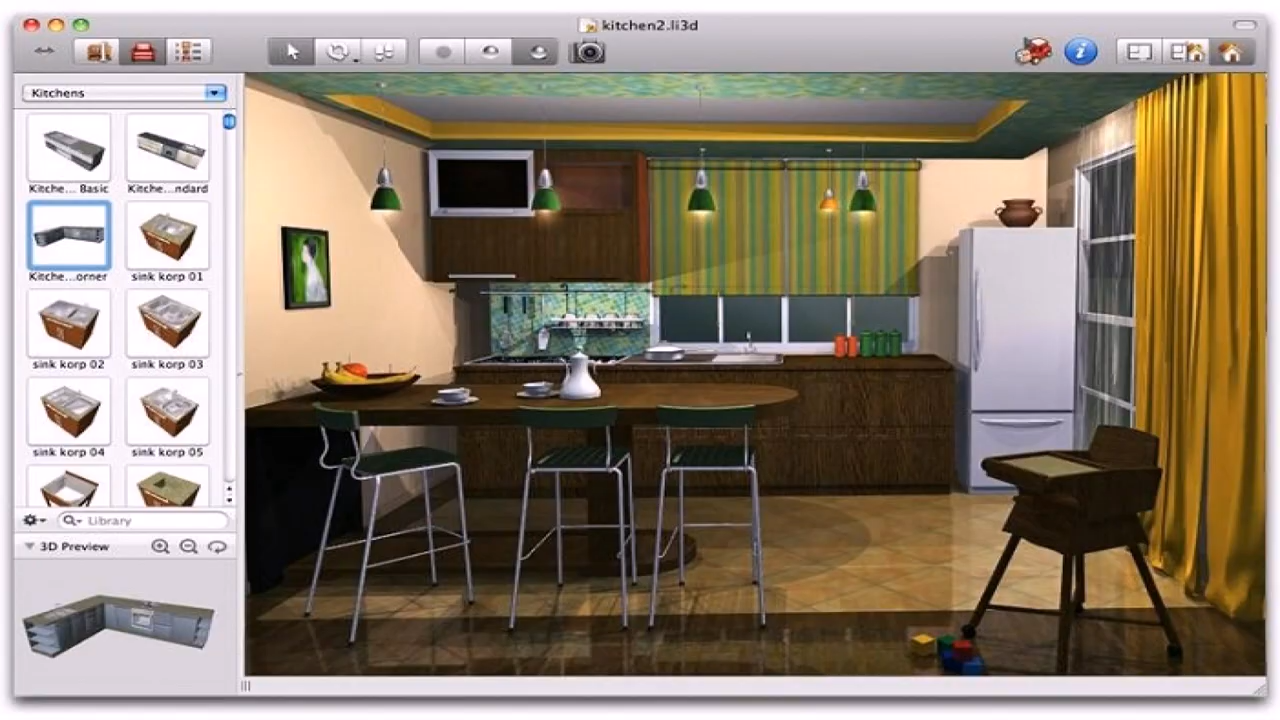 kitchen2.li3d
Kitchens
Kitche... Basic
Kitche...ndard
Kitche...orner
sink korp 01
sink korp 02
sink korp 03
sink korp 04
sink korp 05
Library
3D Preview